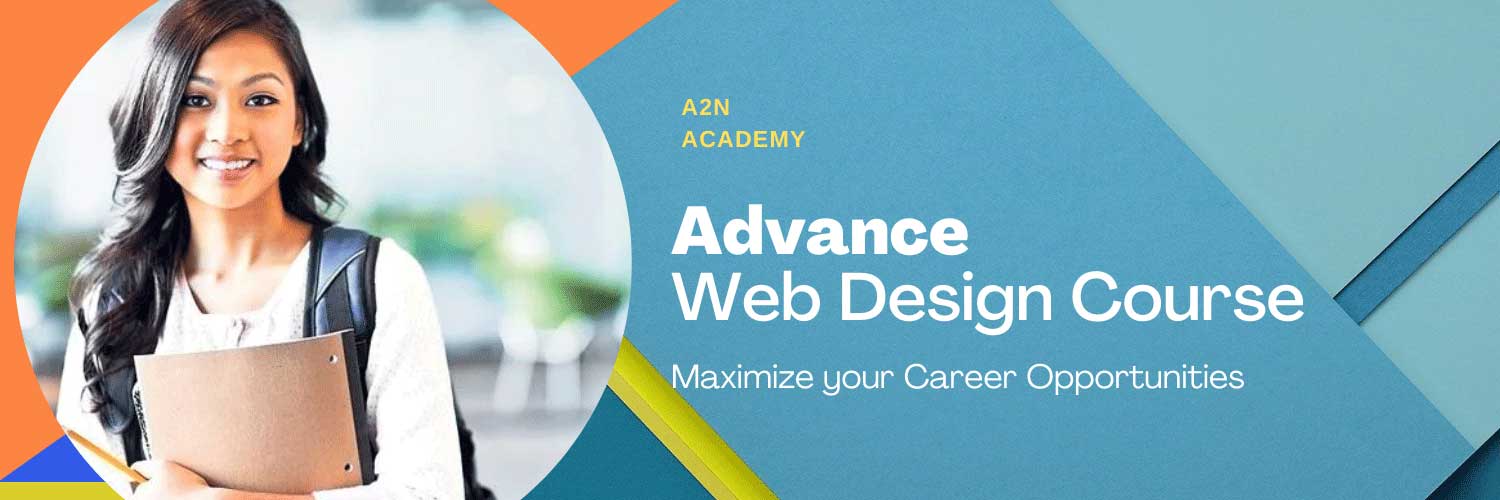 A2N
ACADEMY
Advance
Web Design Course
Maximize your Career Opportunities